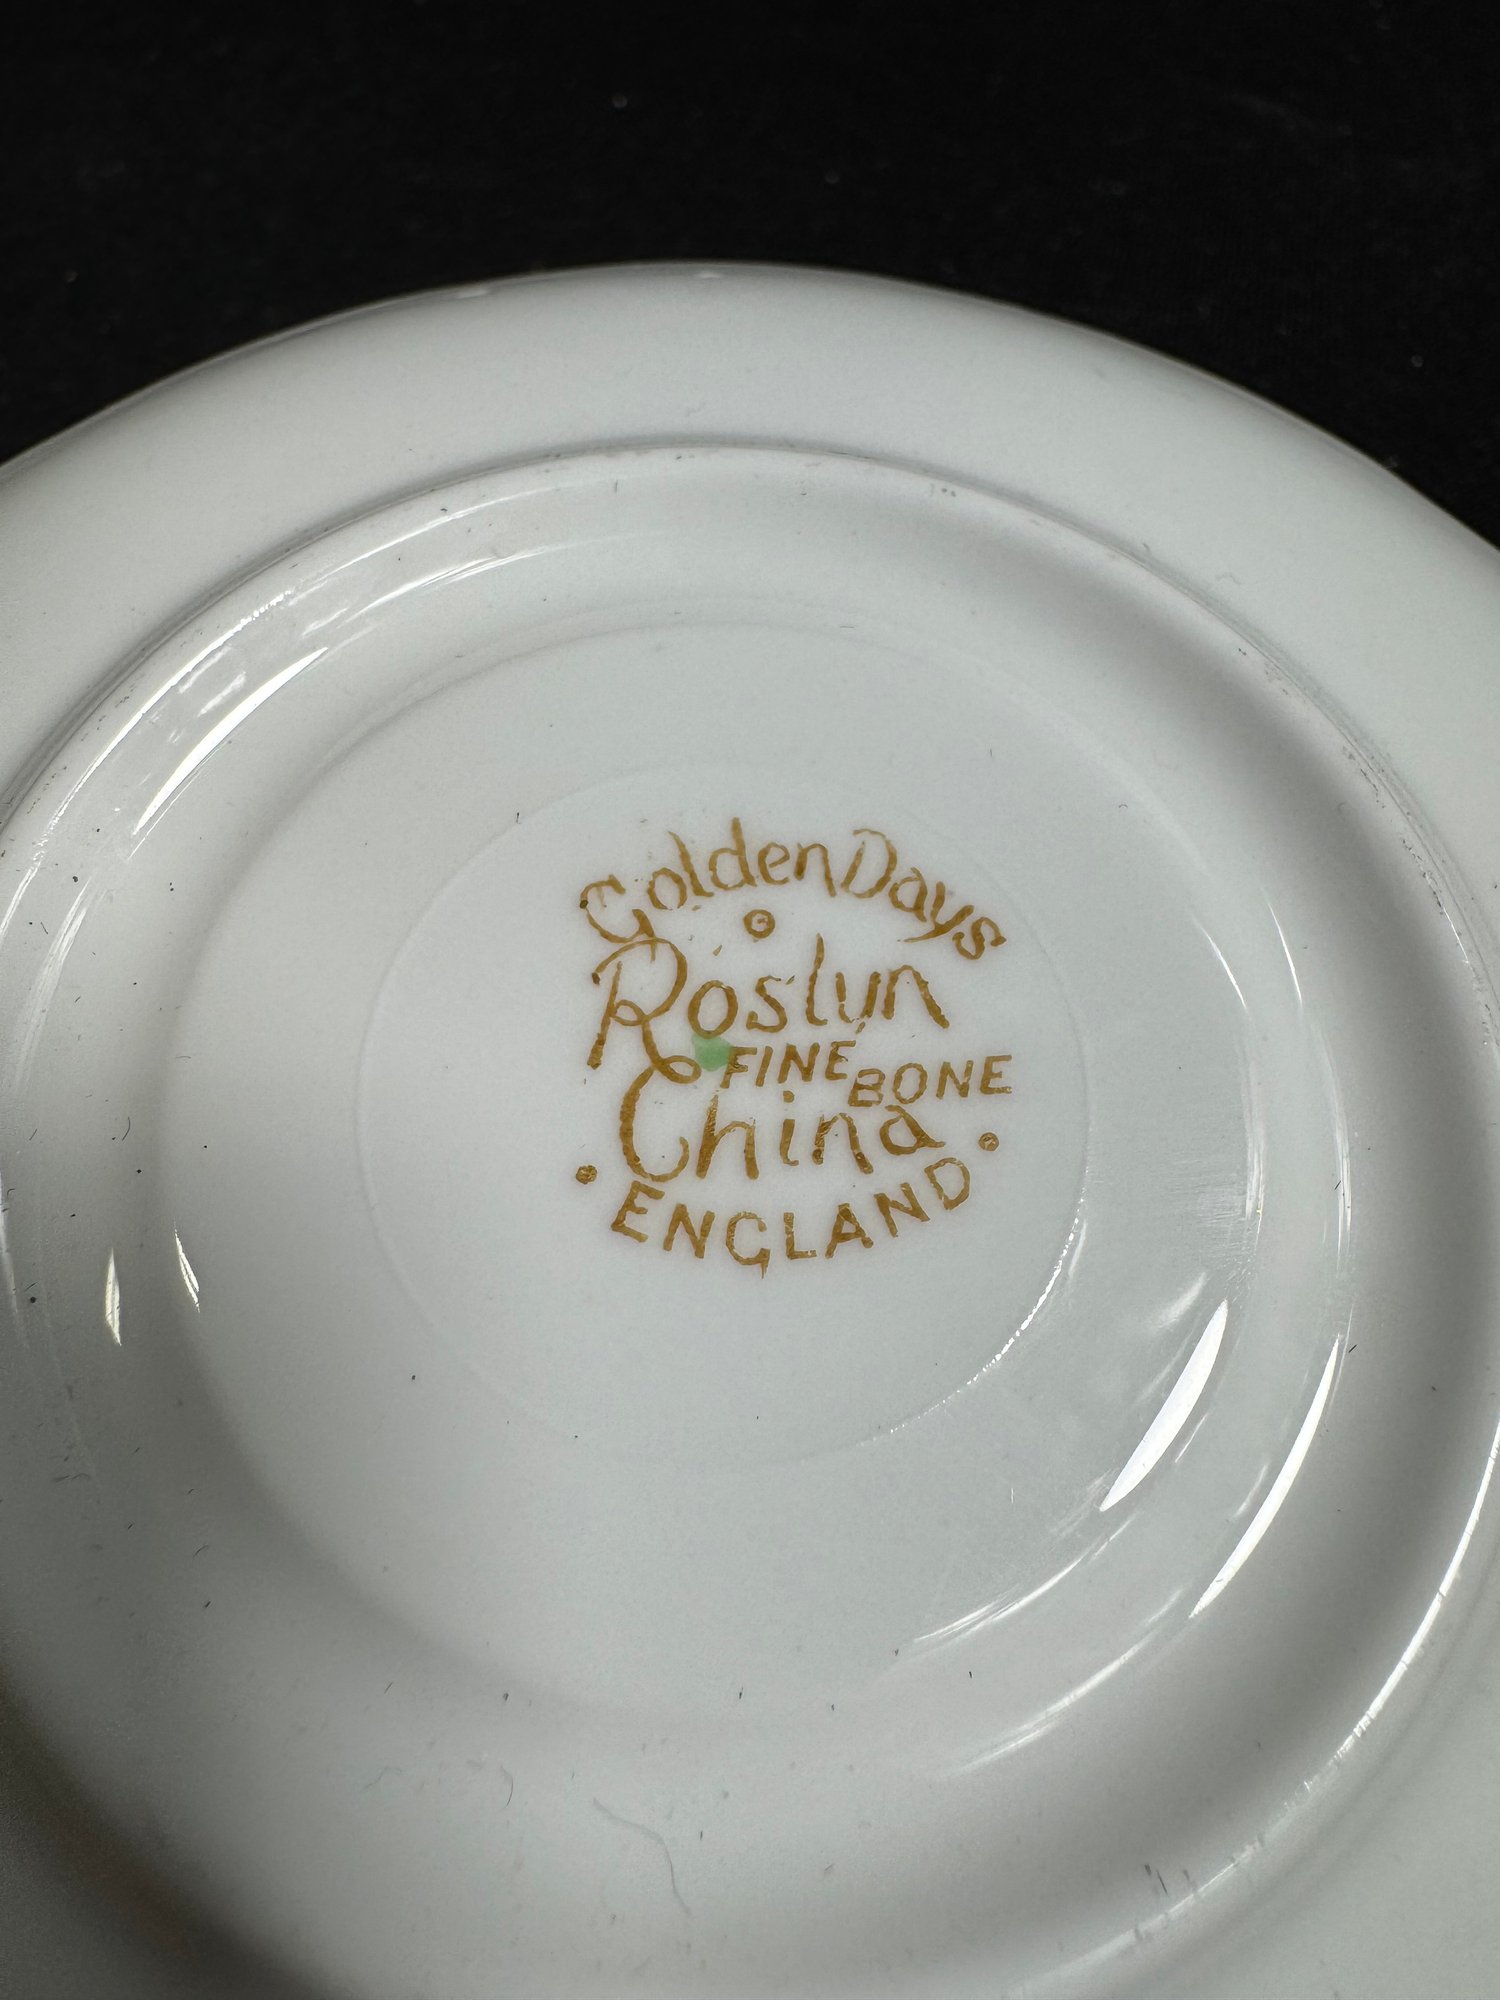 Golden Days
Roslyn
FINE BONE
China
ENGLAND